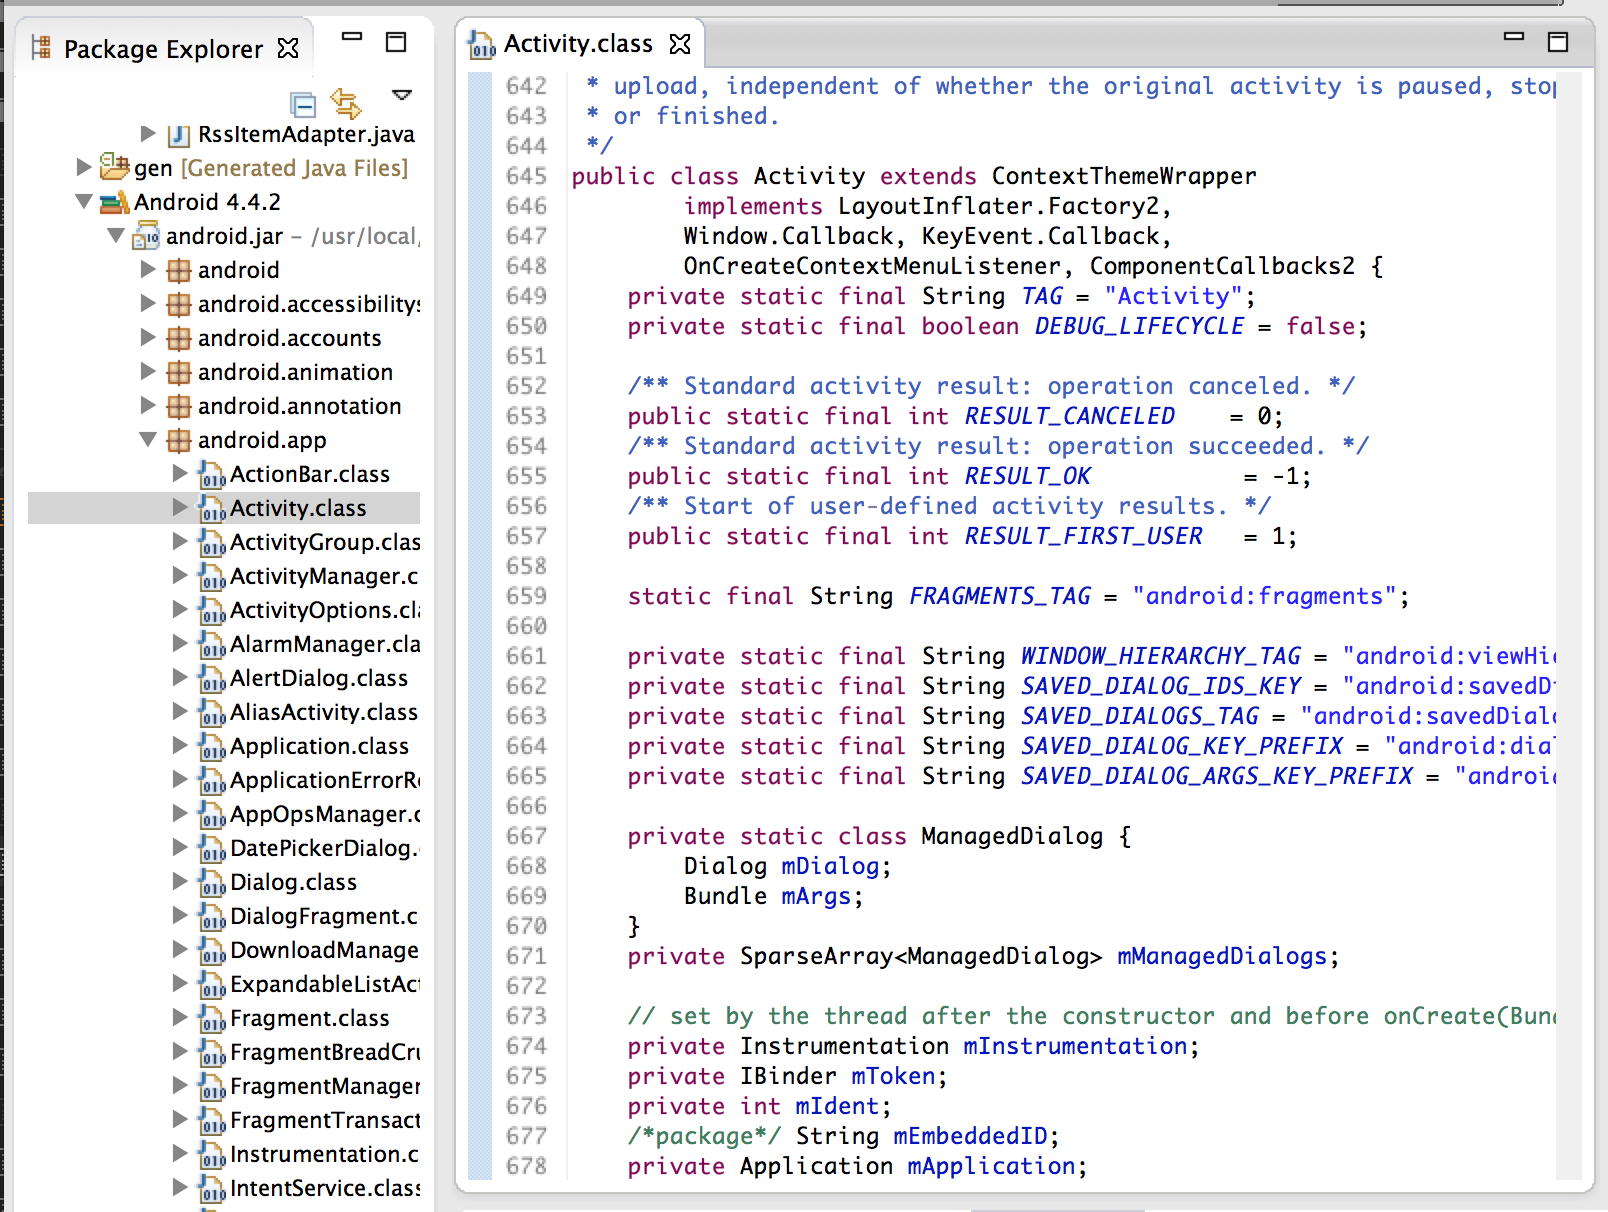 Package Explorer
RssItemAdapter.java
gen [Generated Java Files]
Android 4.4.2
android.jar - /usr/local/
android
android.accessibilitys
android.accounts
android.animation
android.annotation
android.app
ActionBar.class
Activity.class
ActivityGroup.clas
ActivityManager.c
ActivityOptions.cla
AlarmManager.cla
AlertDialog.class
AliasActivity.class
Application.class
ApplicationErrorRe
AppOpsManager.c
DatePickerDialog.
Dialog.class
DialogFragment.c
DownloadManage
ExpandableListAct
Fragment.class
FragmentBreadCru
FragmentManager
FragmentTransact
Instrumentation.c
IntentService.class
Activity.class
642 * upload, independent of whether the original activity is paused, stop
643 * or finished.
644 */
645 public class Activity extends ContextThemeWrapper
646 implements LayoutInflater.Factory2,
647 Window.Callback, KeyEvent.Callback,
648 OnCreateContextMenuListener, ComponentCallbacks2 {
649 private static final String TAG = "Activity";
650 private static final boolean DEBUG_LIFECYCLE = false;
651
652 /** Standard activity result: operation canceled. */
653 public static final int RESULT_CANCELED = 0;
654 /** Standard activity result: operation succeeded. */
655 public static final int RESULT_OK = -1;
656 /** Start of user-defined activity results. */
657 public static final int RESULT_FIRST_USER = 1;
658
659 static final String FRAGMENTS_TAG = "android:fragments";
660
661 private static final String WINDOW_HIERARCHY_TAG = "android:viewHie
662 private static final String SAVED_DIALOG_IDS_KEY = "android:savedD
663 private static final String SAVED_DIALOGS_TAG = "android:savedDialo
664 private static final String SAVED_DIALOG_KEY_PREFIX = "android:dial
665 private static final String SAVED_DIALOG_ARGS_KEY_PREFIX = "androi
666
667 private static class ManagedDialog {
668 Dialog mDialog;
669 Bundle mArgs;
670 }
671 private SparseArray<ManagedDialog> mManagedDialogs;
672
673 // set by the thread after the constructor and before onCreate(Bun
674 private Instrumentation mInstrumentation;
675 private IBinder mToken;
676 private int mIdent;
677 /*package*/ String mEmbeddedID;
678 private Application mApplication;